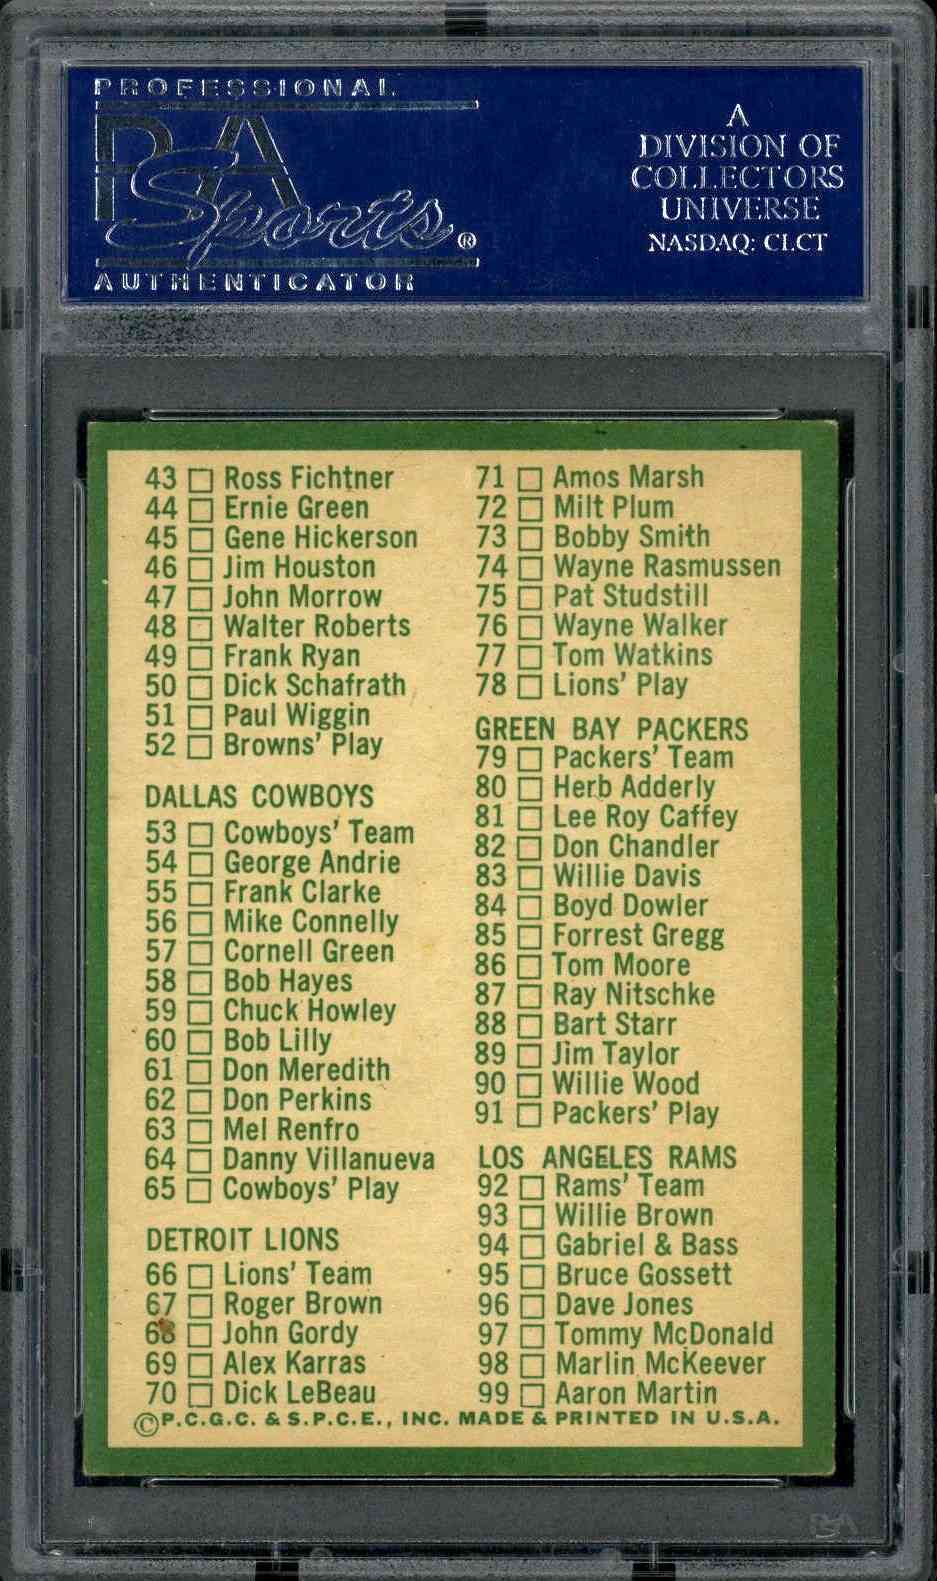 PROFESSIONAL
PSA
Sports®
AUTHENTICATOR
A
DIVISION OF
COLLECTORS
UNIVERSE
NASDAQ: CLCT
43 Ross Fichtner
44 Ernie Green
45 Gene Hickerson
46 Jim Houston
47 John Morrow
48 Walter Roberts
49 Frank Ryan
50 Dick Schafrath
51 Paul Wiggin
52 Browns' Play
DALLAS COWBOYS
53 Cowboys' Team
54 George Andrie
55 Frank Clarke
56 Mike Connelly
57 Cornell Green
58 Bob Hayes
59 Chuck Howley
60 Bob Lilly
61 Don Meredith
62 Don Perkins
63 Mel Renfro
64 Danny Villanueva
65 Cowboys' Play
DETROIT LIONS
66 Lions' Team
67 Roger Brown
68 John Gordy
69 Alex Karras
70 Dick LeBeau
71 Amos Marsh
72 Milt Plum
73 Bobby Smith
74 Wayne Rasmussen
75 Pat Studstill
76 Wayne Walker
77 Tom Watkins
78 Lions' Play
GREEN BAY PACKERS
79 Packers' Team
80 Herb Adderly
81 Lee Roy Caffey
82 Don Chandler
83 Willie Davis
84 Boyd Dowler
85 Forrest Gregg
86 Tom Moore
87 Ray Nitschke
88 Bart Starr
89 Jim Taylor
90 Willie Wood
91 Packers' Play
LOS ANGELES RAMS
92 Rams' Team
93 Willie Brown
94 Gabriel & Bass
95 Bruce Gossett
96 Dave Jones
97 Tommy McDonald
98 Marlin McKeever
99 Aaron Martin
©P.C.G.C. & S.P.C.E., INC. MADE & PRINTED IN U.S.A.
PSA